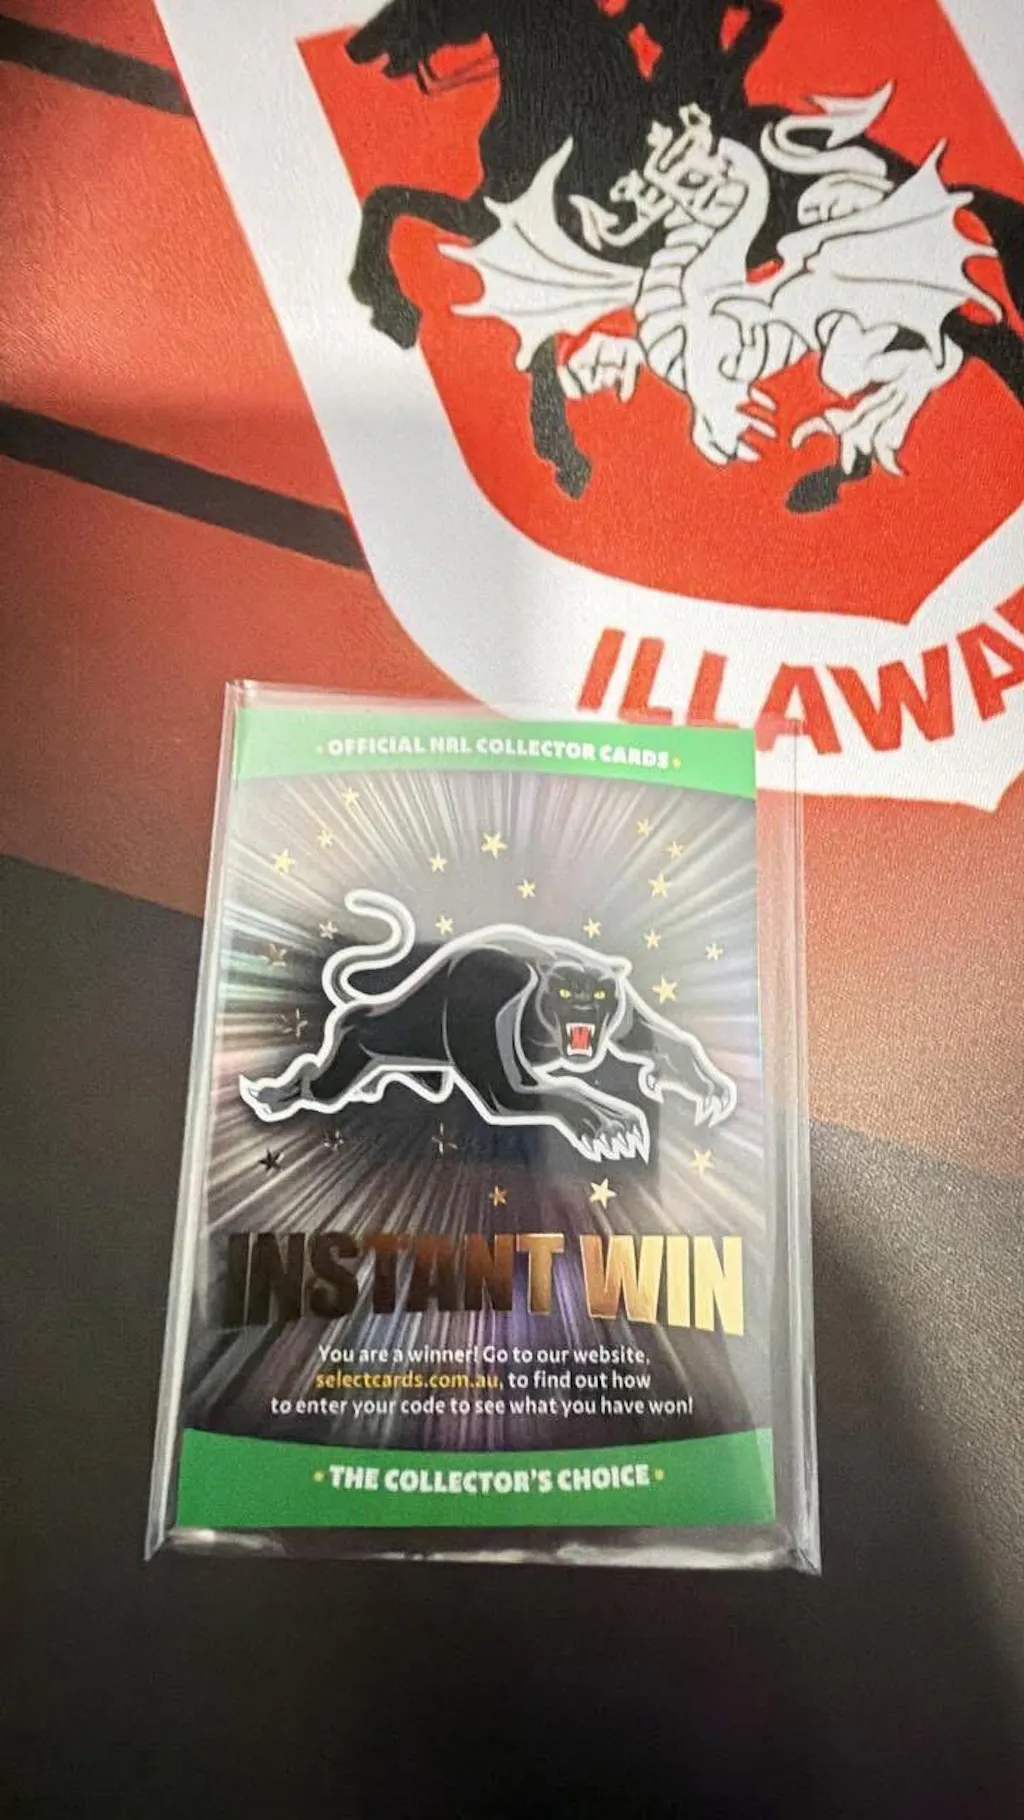 ILLAWA
• OFFICIAL NRL COLLECTOR CARDS •
INSTANT WIN
You are a winner! Go to our website,
selectcards.com.au, to find out how
to enter your code to see what you have won!
• THE COLLECTOR'S CHOICE •